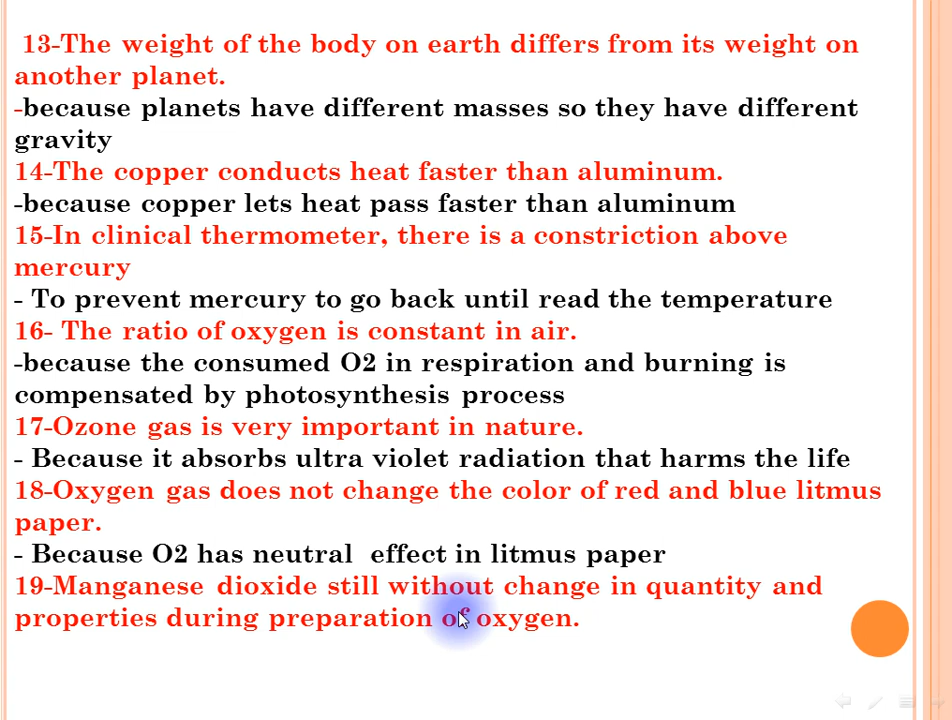 13-The weight of the body on earth differs from its weight on
another planet.
-because planets have different masses so they have different
gravity
14-The copper conducts heat faster than aluminum.
-because copper lets heat pass faster than aluminum
15-In clinical thermometer, there is a constriction above
mercury
- To prevent mercury to go back until read the temperature
16- The ratio of oxygen is constant in air.
-because the consumed O2 in respiration and burning is
compensated by photosynthesis process
17-Ozone gas is very important in nature.
- Because it absorbs ultra violet radiation that harms the life
18-Oxygen gas does not change the color of red and blue litmus
paper.
- Because O2 has neutral  effect in litmus paper
19-Manganese dioxide still without change in quantity and
properties during preparation of oxygen.